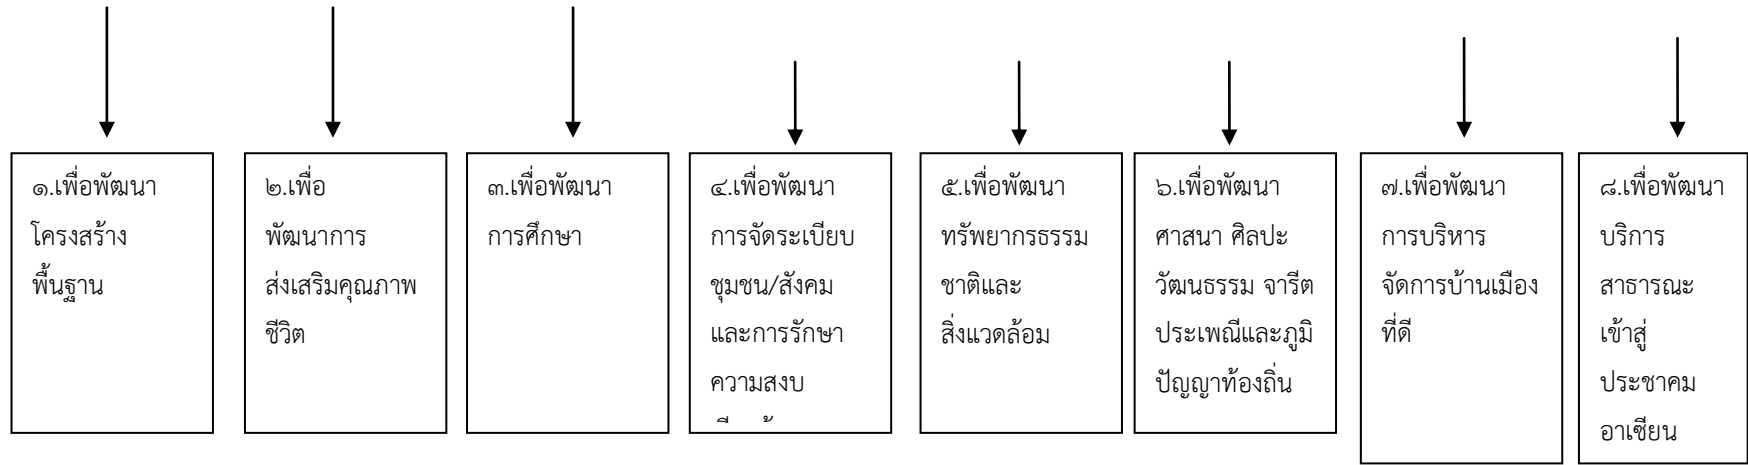 ๑.เพื่อพัฒนา
โครงสร้าง
พื้นฐาน
๒.เพื่อ
พัฒนาการ
ส่งเสริมคุณภาพ
ชีวิต
๓.เพื่อพัฒนา
การศึกษา
๔.เพื่อพัฒนา
การจัดระเบียบ
ชุมชน/สังคม
และการรักษา
ความสงบ
๕.เพื่อพัฒนา
ทรัพยากรธรรม
ชาติและ
สิ่งแวดล้อม
๖.เพื่อพัฒนา
ศาสนา ศิลปะ
วัฒนธรรม จารีต
ประเพณีและภูมิ
ปัญญาท้องถิ่น
๗.เพื่อพัฒนา
การบริหาร
จัดการบ้านเมือง
ที่ดี
๘.เพื่อพัฒนา
บริการ
สาธารณะ
เข้าสู่
ประชาคม
อาเซียน